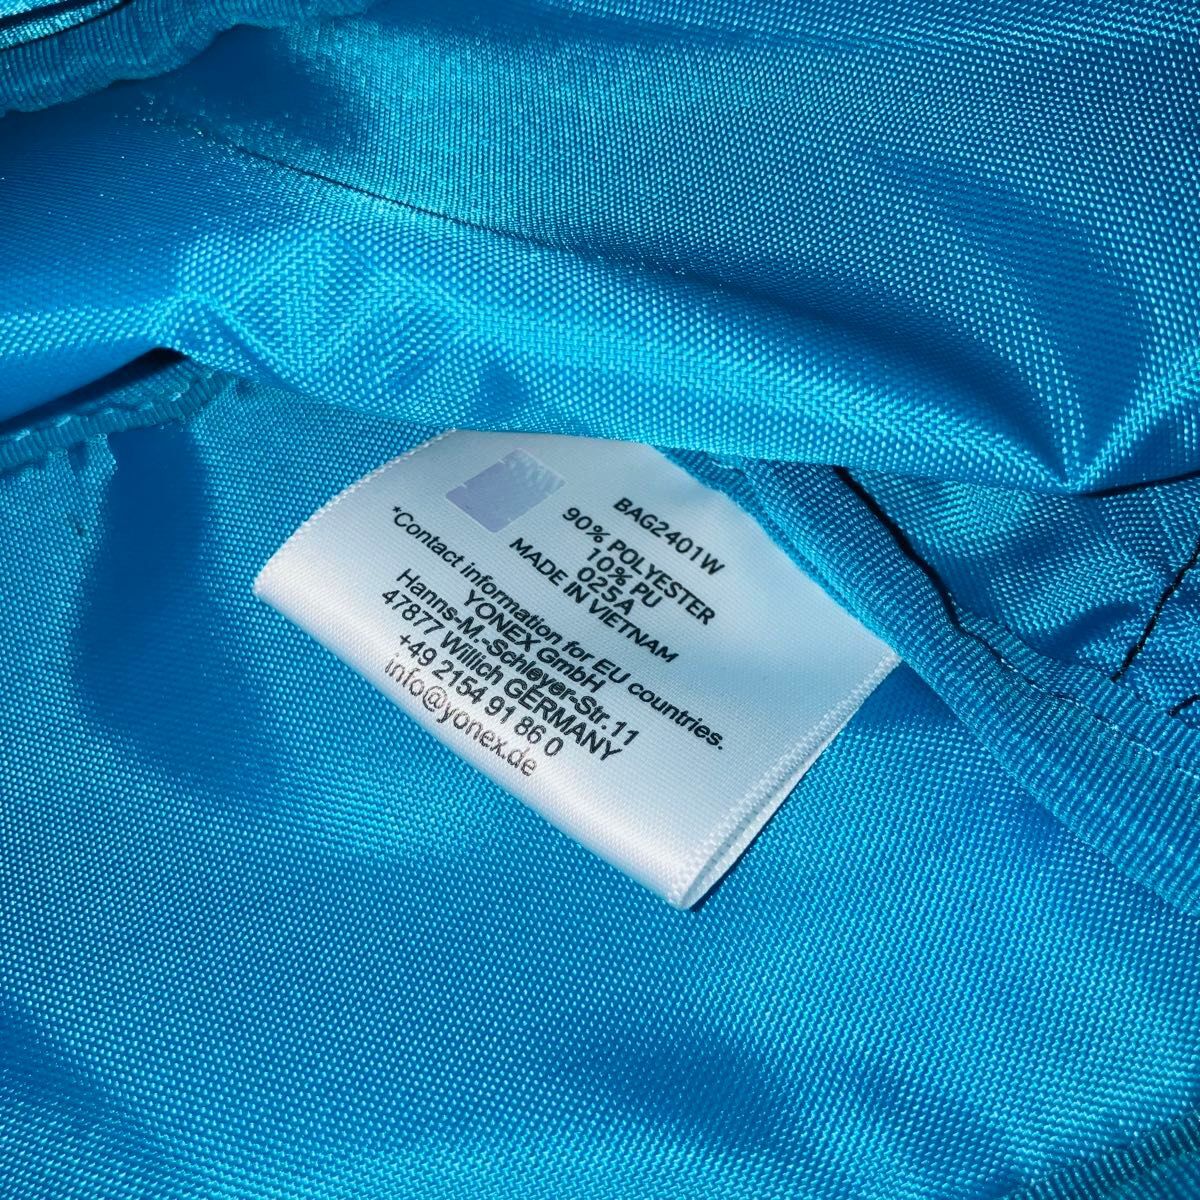 BAG2401W
90% POLYESTER
10% PU
025A
MADE IN VIETNAM
*Contact information for EU countries.
YONEX GmbH
Hanns-M.-Schleyer-Str.11
47877 Willich GERMANY
+49 2154 91 86 0
info@yonex.de